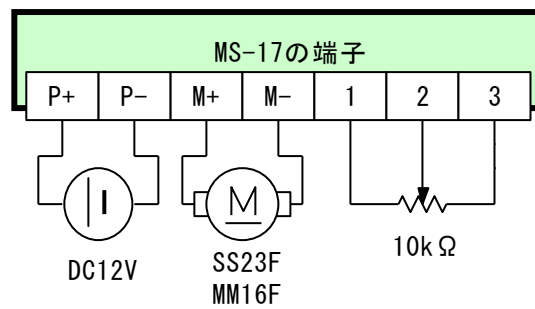 MS-17の端子
P+ P- M+ M- 1 2 3
M
DC12V
SS23F
MM16F
10kΩ